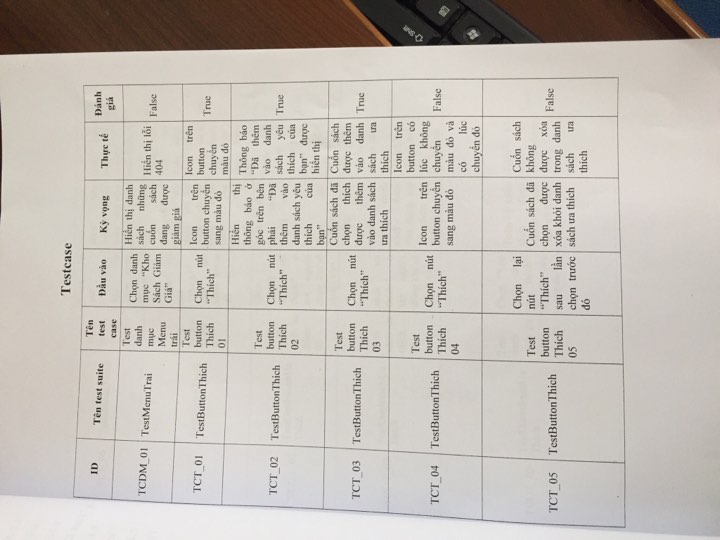 Testcase
ID
Tên test suite
Tên
test
case
Đầu vào
Kỳ vọng
Thực tế
Đánh
giá
TCDM_01
TestMenuTrai
Test
danh
mục
Menu
trái
Chọn danh
mục “Kho
Sách Giảm
Giá”
Hiển thị danh
sách những
cuốn sách
đang được
giảm giá
Hiển thị lỗi
404
False
TCT_01
TestButtonThich
Test
button
Thích
01
Chọn nút
“Thích”
Icon trên
button chuyển
sang màu đỏ
Icon trên
button
chuyển
màu đỏ
True
TCT_02
TestButtonThich
Test
button
Thích
02
Chọn nút
“Thích”
Hiển thị
thông báo ở
góc trên bên
phải “Đã
thêm vào
danh sách yêu
thích của
bạn”
Thông báo
“Đã thêm
vào danh
sách yêu
thích của
bạn” được
hiển thị
True
TCT_03
TestButtonThich
Test
button
Thích
03
Chọn nút
“Thích”
Cuốn sách đã
chọn thích
được thêm
vào danh sách
ưa thích
Cuốn sách
được thêm
vào danh
sách ưa
thích
True
TCT_04
TestButtonThich
Test
button
Thích
04
Chọn nút
“Thích”
Icon trên
button chuyển
sang màu đỏ
Icon trên
button có
lúc không
chuyển
màu đỏ và
có lúc
chuyển đỏ
False
TCT_05
TestButtonThich
Test
button
Thích
05
Chọn lại
nút
“Thích”
sau lần
chọn trước
đó
Cuốn sách đã
chọn được
xóa khỏi danh
sách ưa thích
Cuốn sách
không
được xóa
trong danh
sách ưa
thích
False
Shift